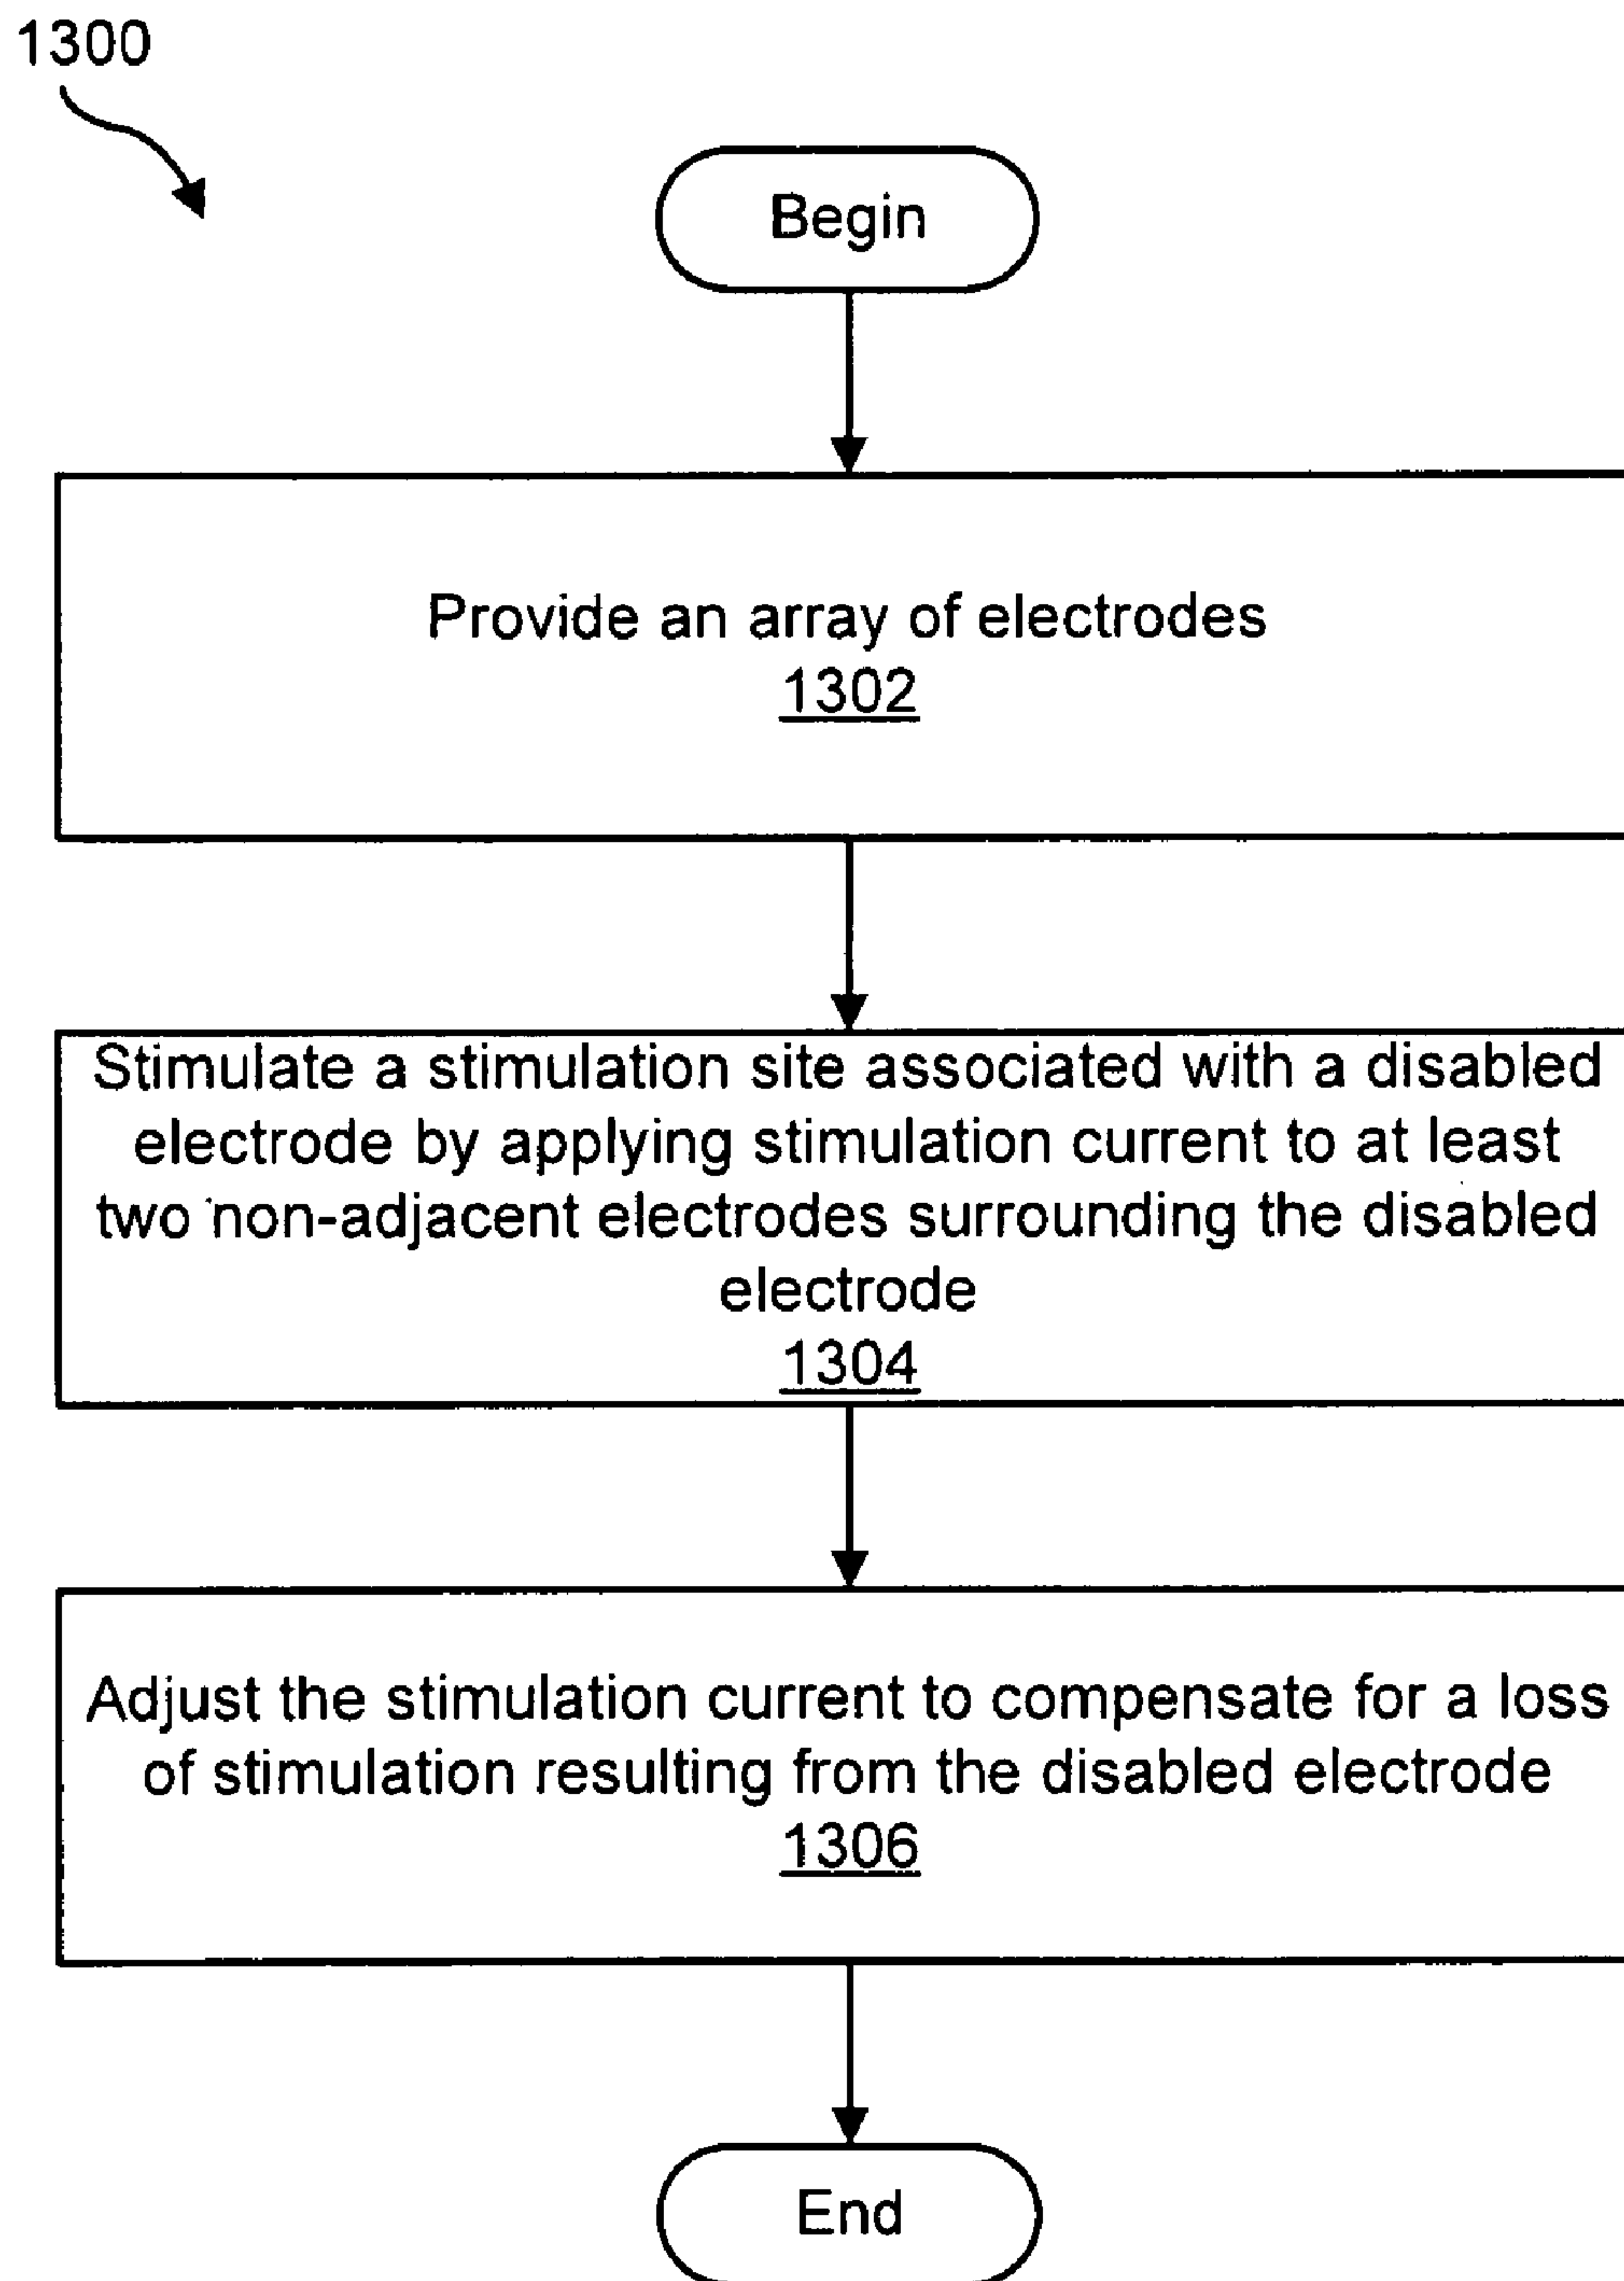 1300
Begin
Provide an array of electrodes
1302
Stimulate a stimulation site associated with a disabled
electrode by applying stimulation current to at least
two non-adjacent electrodes surrounding the disabled
electrode
1304
Adjust the stimulation current to compensate for a loss
of stimulation resulting from the disabled electrode
1306
End